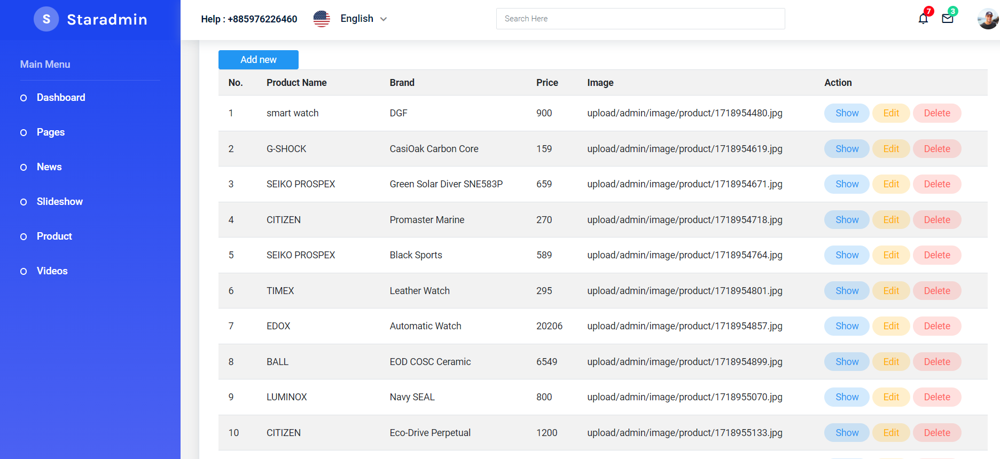 S Staradmin
Help : +885976226460 English
Search Here
7
3
Main Menu
Dashboard
Pages
News
Slideshow
Product
Videos
Add new
No. Product Name Brand Price Image Action
1 smart watch DGF 900 upload/admin/image/product/1718954480.jpg Show Edit Delete
2 G-SHOCK CasiOak Carbon Core 159 upload/admin/image/product/1718954619.jpg Show Edit Delete
3 SEIKO PROSPEX Green Solar Diver SNE583P 659 upload/admin/image/product/1718954671.jpg Show Edit Delete
4 CITIZEN Promaster Marine 270 upload/admin/image/product/1718954718.jpg Show Edit Delete
5 SEIKO PROSPEX Black Sports 589 upload/admin/image/product/1718954764.jpg Show Edit Delete
6 TIMEX Leather Watch 295 upload/admin/image/product/1718954801.jpg Show Edit Delete
7 EDOX Automatic Watch 20206 upload/admin/image/product/1718954857.jpg Show Edit Delete
8 BALL EOD COSC Ceramic 6549 upload/admin/image/product/1718954899.jpg Show Edit Delete
9 LUMINOX Navy SEAL 800 upload/admin/image/product/1718955070.jpg Show Edit Delete
10 CITIZEN Eco-Drive Perpetual 1200 upload/admin/image/product/1718955133.jpg Show Edit Delete